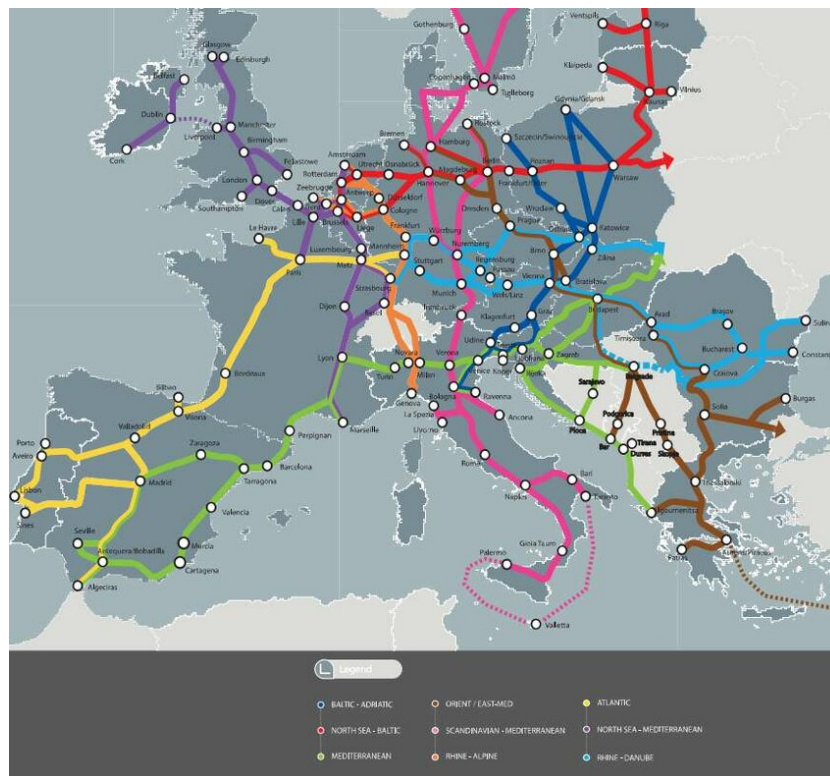 Gothenburg
Ventspils
Riga
Glasgow
Edinburgh
Belfast
Copenhagen
Malmö
Trelleborg
Klaipeda
Vilnius
Kaunas
Dublin
Manchester
Liverpool
Birmingham
Cork
Felixstowe
London
Southampton
Dover
Calais
Rostock
Gdynia/Gdansk
Bremen
Hamburg
Szczecin/Swinoujscie
Amsterdam
Utrecht
Osnabrück
Rotterdam
Zeebrugge
Antwerp
Düsseldorf
Cologne
Magdeburg
Berlin
Hannover
Frankfurt/Oder
Poznan
Warsaw
Lille
Brussels
Liège
Frankfurt
Dresden
Wroclaw
Prague
Ostrava
Katowice
Le Havre
Paris
Luxembourg
Metz
Mannheim
Würzburg
Nuremberg
Regensburg
Passau
Brno
Zilina
Stuttgart
Strasbourg
Munich
Wels/Linz
Vienna
Bratislava
Dijon
Basel
Innsbruck
Klagenfurt
Graz
Budapest
Arad
Timișoara
Brașov
Bucharest
Sulina
Constanta
Craiova
Udine
Ljubljana
Zagreb
Lyon
Novara
Milan
Turin
Verona
Venice
Koper
Rijeka
Bordeaux
Genova
Bologna
Ravenna
La Spezia
Livorno
Ancona
Belgrade
Sarajevo
Ploce
Podgorica
Bar
Pristina
Skopje
Tirana
Durres
Sofia
Burgas
Bilbao
Vitoria
Valladolid
Zaragoza
Perpignan
Marseille
Porto
Aveiro
Madrid
Tarragona
Barcelona
Lisbon
Sines
Valencia
Seville
Antequera/Bobadilla
Murcia
Cartagena
Algeciras
Roma
Naples
Bari
Taranto
Gioia Tauro
Palermo
Valletta
Thessaloniki
Igoumenitsa
Patras
Athens/Piraeus
Legend
BALTIC - ADRIATIC
ORIENT / EAST-MED
ATLANTIC
NORTH SEA - BALTIC
SCANDINAVIAN - MEDITERRANEAN
NORTH SEA - MEDITERRANEAN
MEDITERRANEAN
RHINE - ALPINE
RHINE - DANUBE